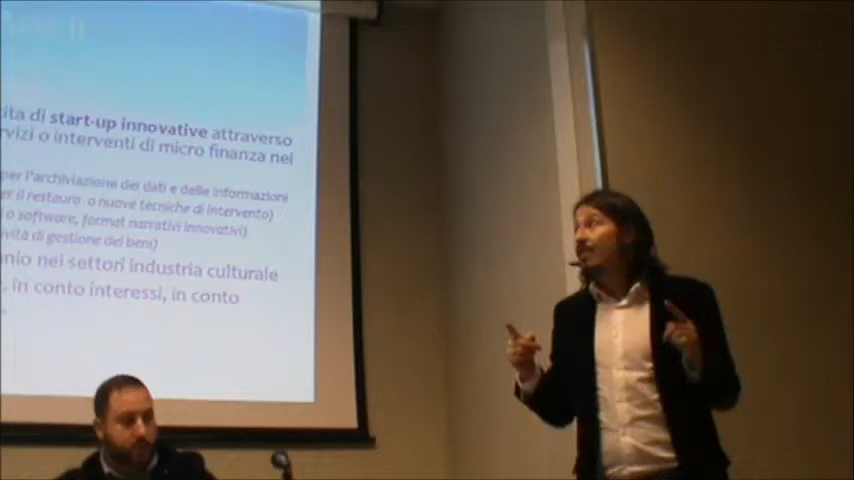 ita di start-up innovative attraverso
rvizi o interventi di micro finanza nel
per l'archiviazione dei dati e delle informazioni
er il restauro o nuove tecniche di intervento)
i o software, format narrativi innovativi)
ività di gestione dei beni)
nio nei settori industria culturale
. in conto interessi, in conto